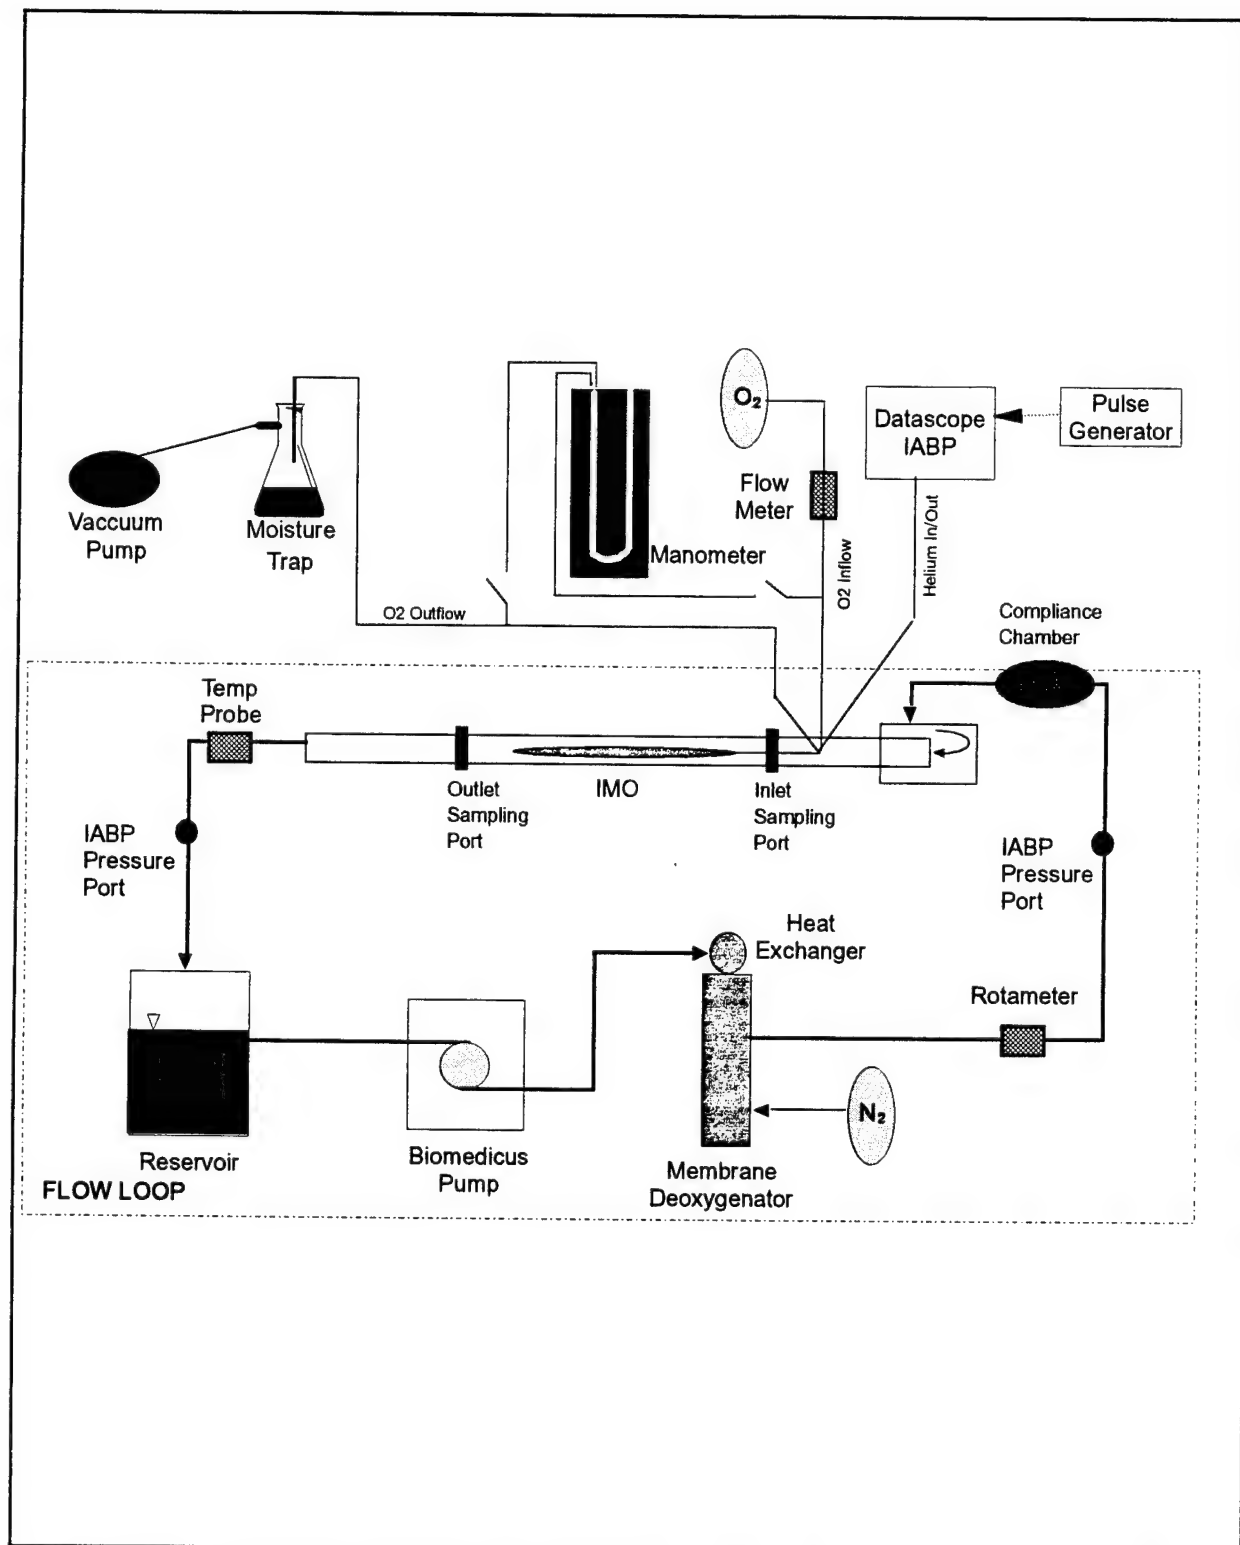 O₂
Datascope
IABP
Pulse
Generator
Flow
Meter
Vaccuum
Pump
Moisture
Trap
Manometer
O2 Inflow
Helium In/Out
O2 Outflow
Compliance
Chamber
Temp
Probe
Outlet
Sampling
Port
IMO
Inlet
Sampling
Port
IABP
Pressure
Port
IABP
Pressure
Port
Heat
Exchanger
Rotameter
N₂
Reservoir
Biomedicus
Pump
Membrane
Deoxygenator
FLOW LOOP